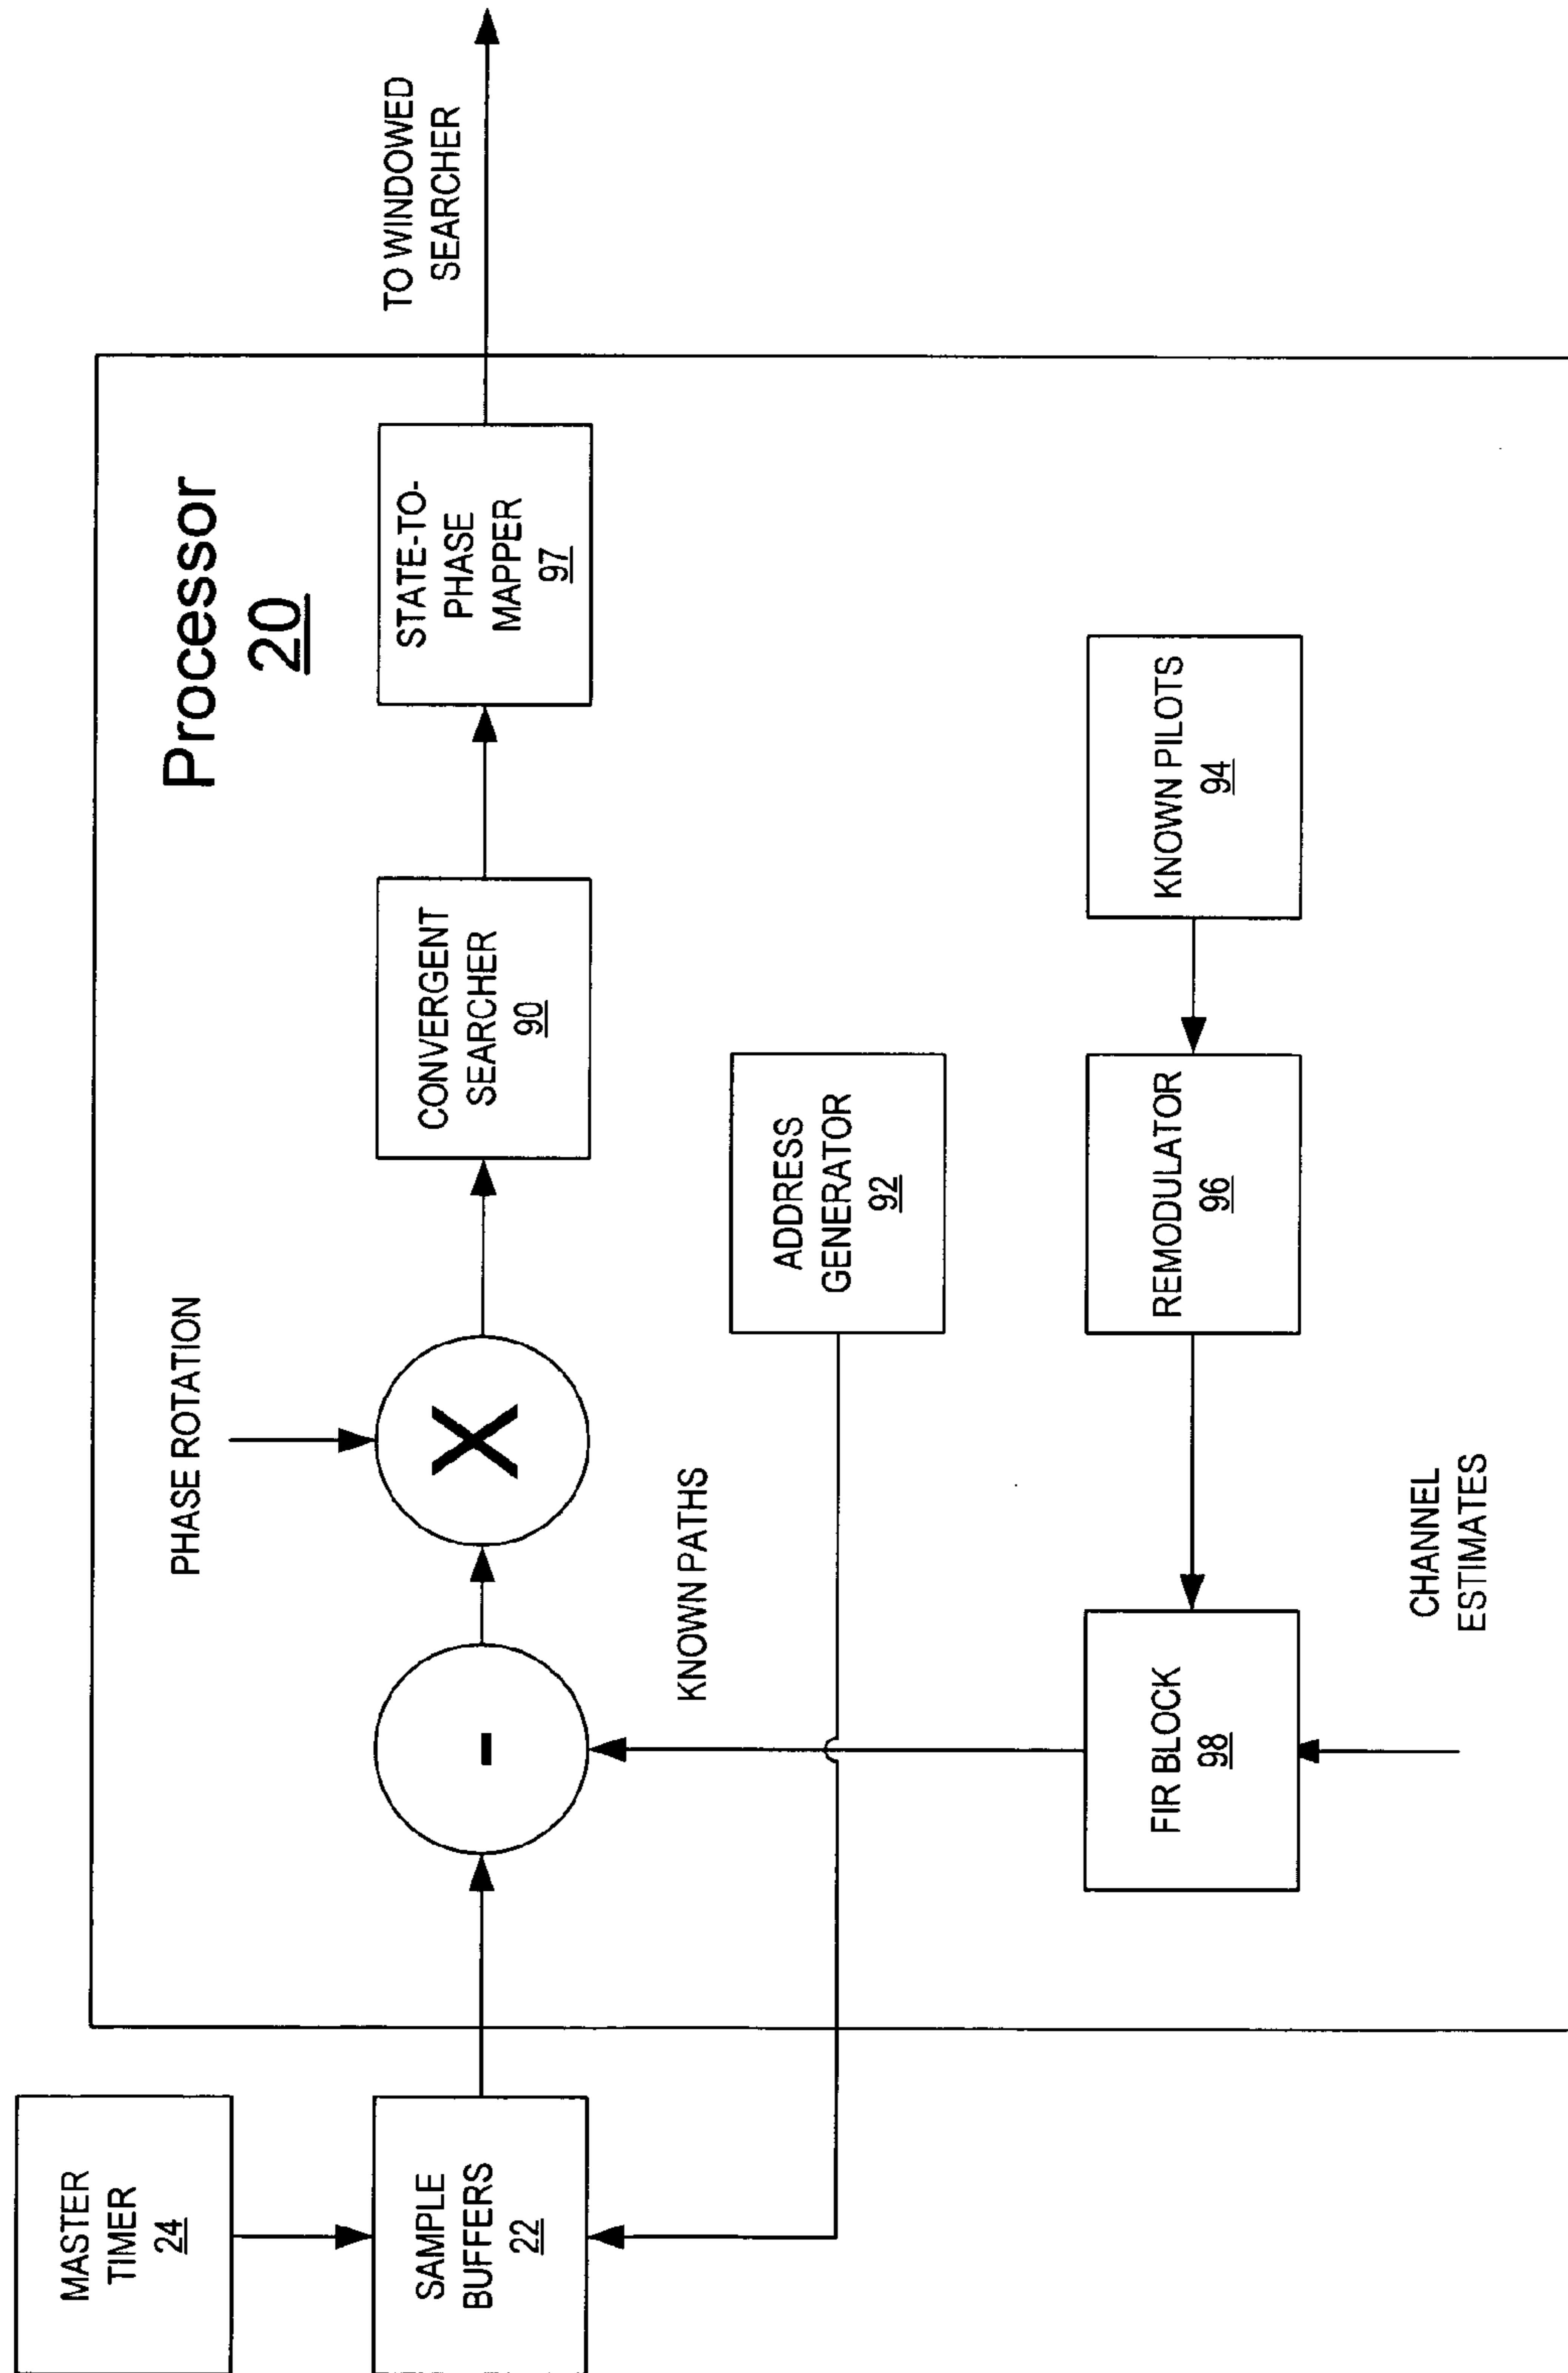 Processor
20
MASTER
TIMER
24
SAMPLE
BUFFERS
22
PHASE ROTATION
-
X
CONVERGENT
SEARCHER
90
STATE-TO-
PHASE
MAPPER
97
TO WINDOWED
SEARCHER
KNOWN PATHS
ADDRESS
GENERATOR
92
FIR BLOCK
98
REMODULATOR
96
KNOWN PILOTS
94
CHANNEL
ESTIMATES